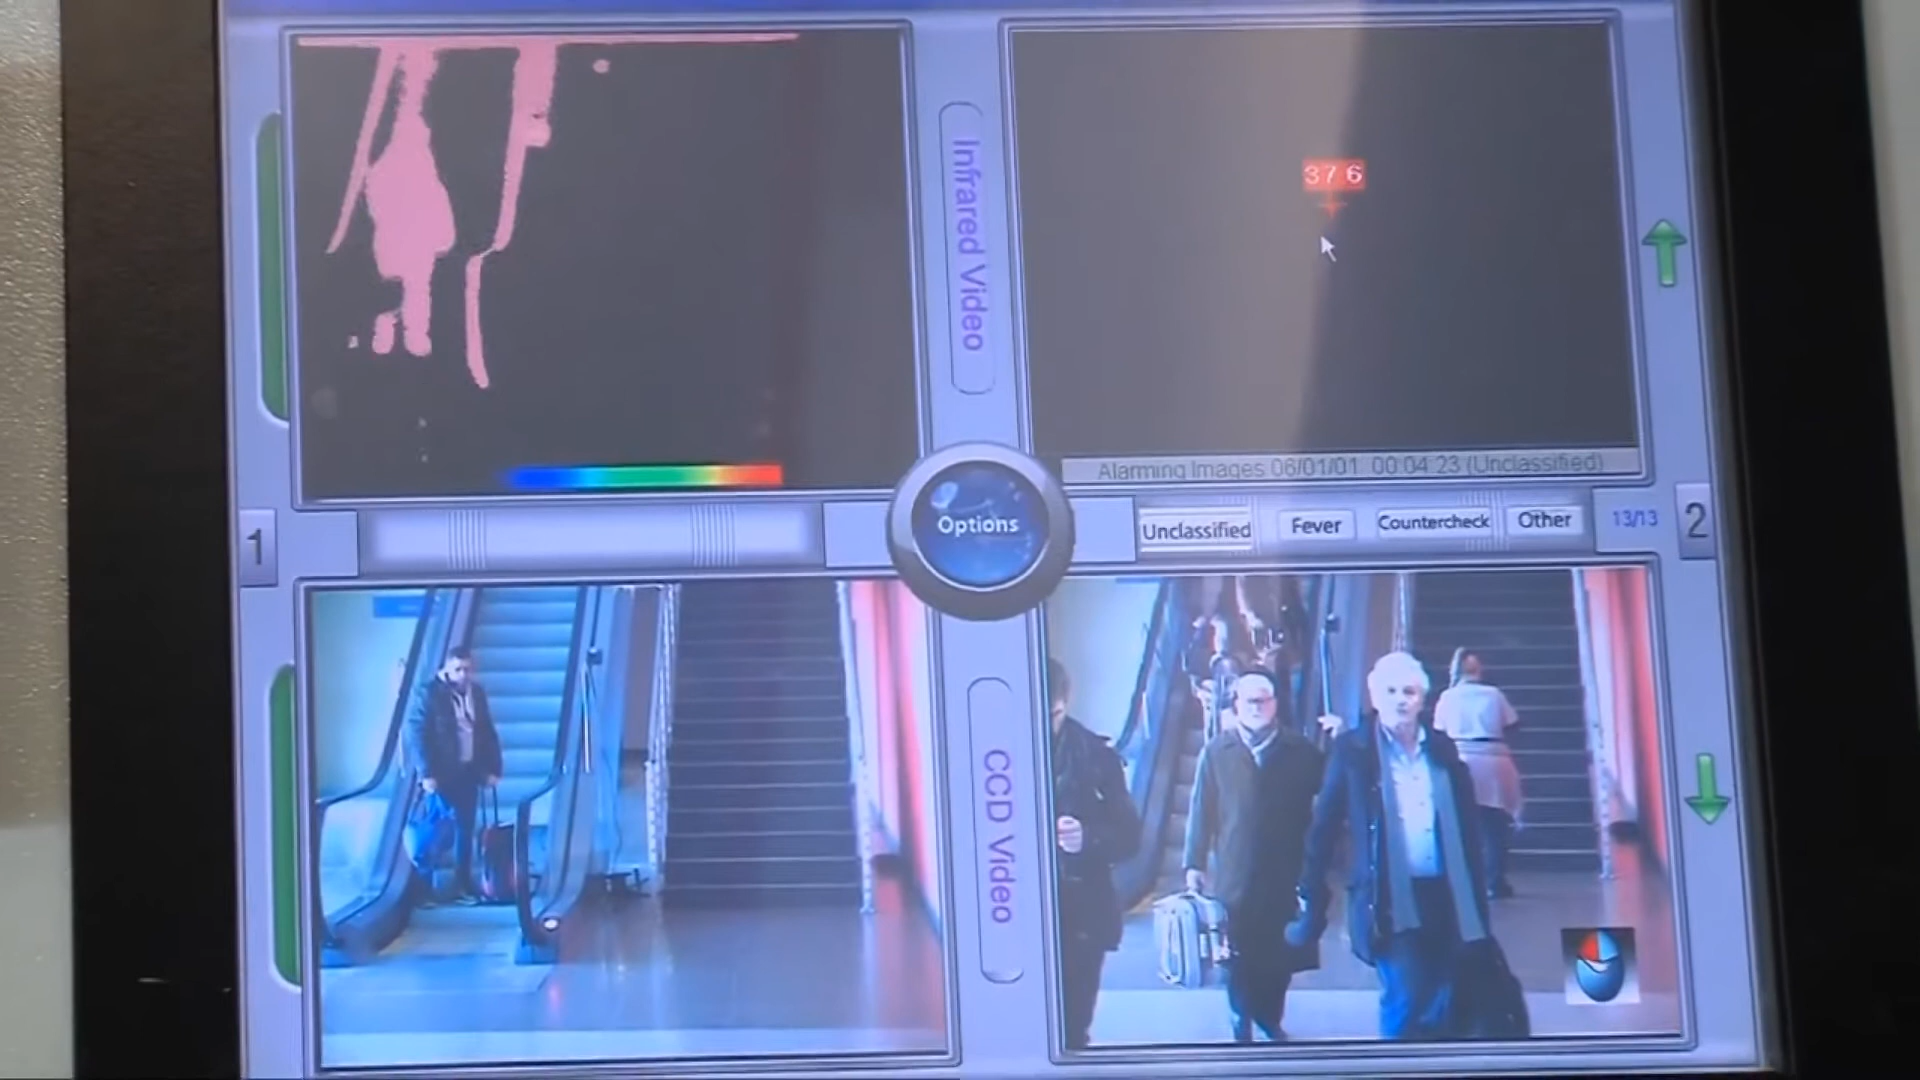 Infrared Video
37 6
Alarming Images 06/01/01 00:04:23 (Unclassified)
1
Options
Unclassified
Fever
Countercheck
Other
13/13
2
CCD Video